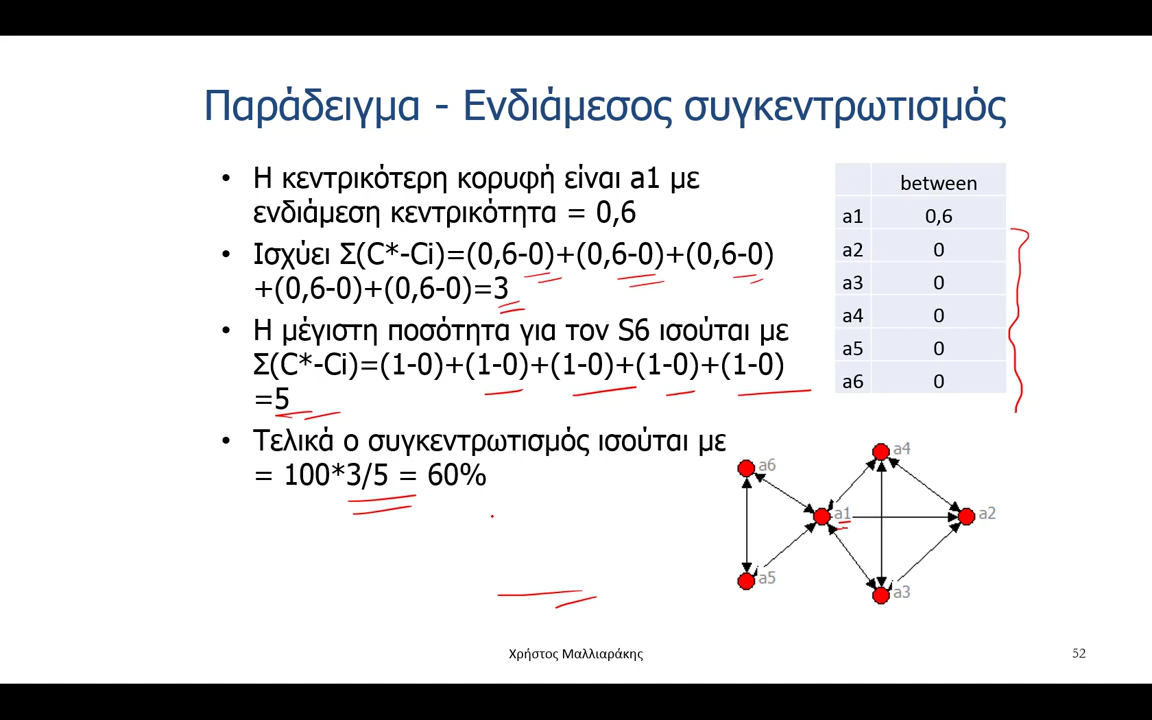 Παράδειγμα - Ενδιάμεσος συγκεντρωτισμός
• Η κεντρικότερη κορυφή είναι a1 με
ενδιάμεση κεντρικότητα = 0,6
• Ισχύει Σ(C*-Ci)=(0,6-0)+(0,6-0)+(0,6-0)
+(0,6-0)+(0,6-0)=3
• Η μέγιστη ποσότητα για τον S6 ισούται με
Σ(C*-Ci)=(1-0)+(1-0)+(1-0)+(1-0)+(1-0)
=5
• Τελικά ο συγκεντρωτισμός ισούται με
= 100*3/5 = 60%
between
a1 0,6
a2 0
a3 0
a4 0
a5 0
a6 0
a4
a6
a1
a2
a5
a3
Χρήστος Μαλλιαράκης
52